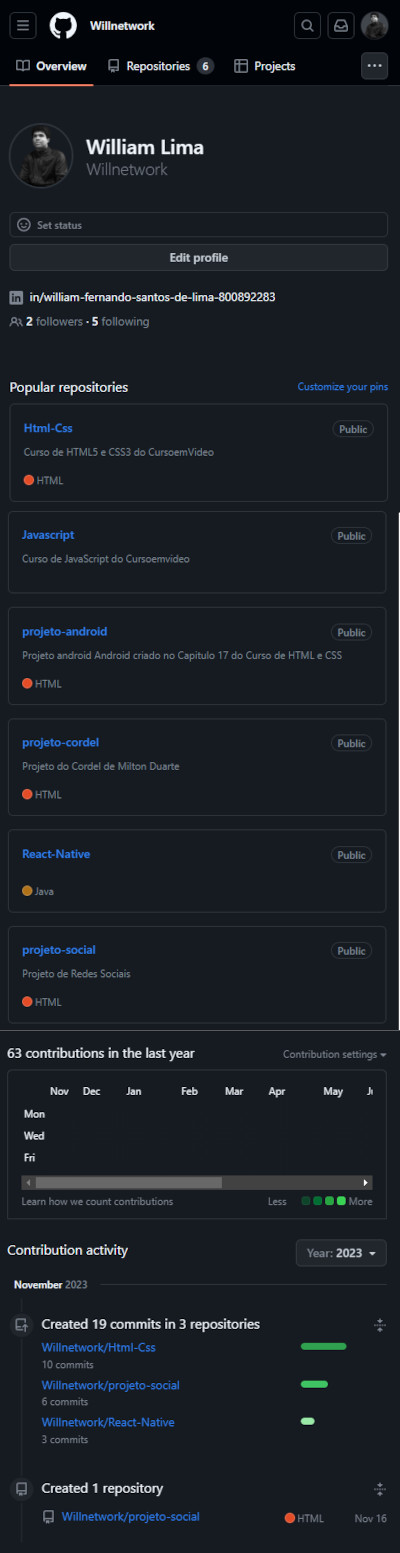 Willnetwork
Overview Repositories 6 Projects
William Lima
Willnetwork
Set status
Edit profile
in/william-fernando-santos-de-lima-800892283
2 followers · 5 following
Popular repositories Customize your pins
Html-Css Public
Curso de HTML5 e CSS3 do CursoemVideo
HTML
Javascript Public
Curso de JavaScript do Cursoemvideo
projeto-android Public
Projeto android Android criado no Capitulo 17 do Curso de HTML e CSS
HTML
projeto-cordel Public
Projeto do Cordel de Milton Duarte
HTML
React-Native Public
Java
projeto-social Public
Projeto de Redes Sociais
HTML
63 contributions in the last year Contribution settings
Nov Dec Jan Feb Mar Apr May
Mon
Wed
Fri
Learn how we count contributions Less More
Contribution activity Year: 2023
November 2023
Created 19 commits in 3 repositories
Willnetwork/Html-Css
10 commits
Willnetwork/projeto-social
6 commits
Willnetwork/React-Native
3 commits
Created 1 repository
Willnetwork/projeto-social HTML Nov 16